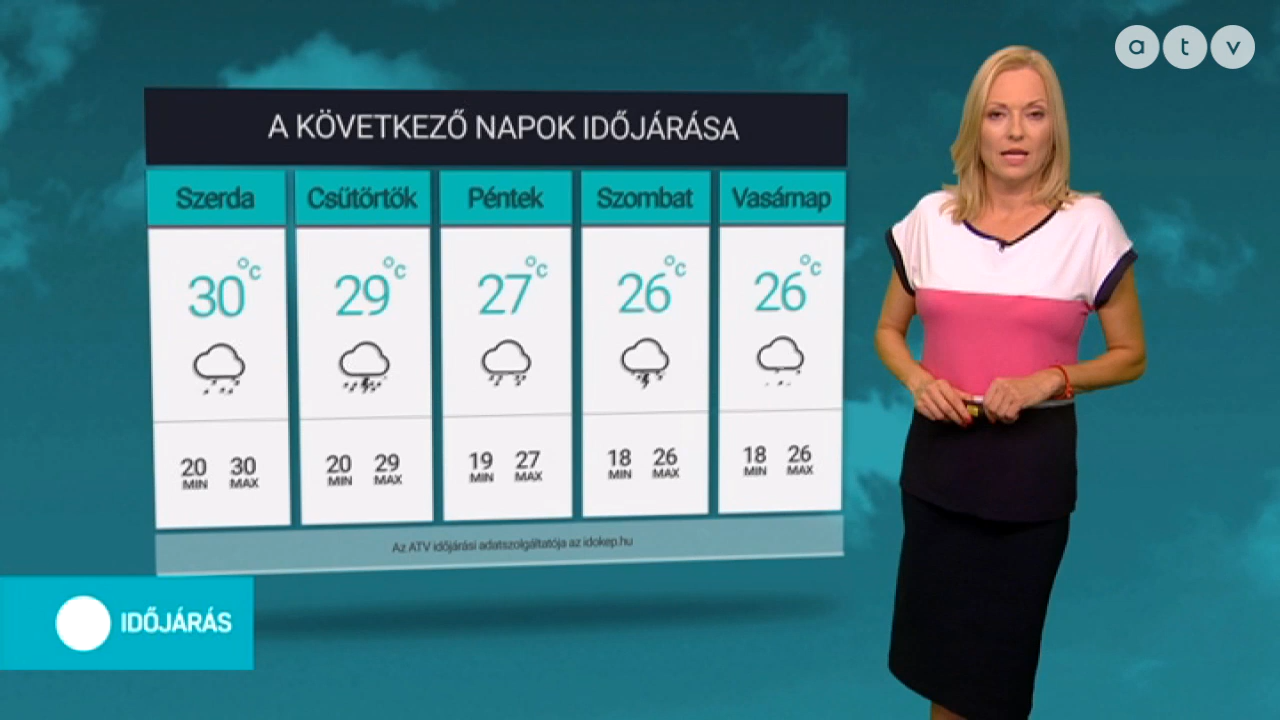 atv
A KÖVETKEZŐ NAPOK IDŐJÁRÁSA
Szerda Csütörtök Péntek Szombat Vasárnap
30°C 29°C 27°C 26°C 26°C
20 30 20 29 19 27 18 26 18 26
MIN MAX MIN MAX MIN MAX MIN MAX MIN MAX
Az ATV időjárási adatszolgáltatója az idokep.hu
IDŐJÁRÁS